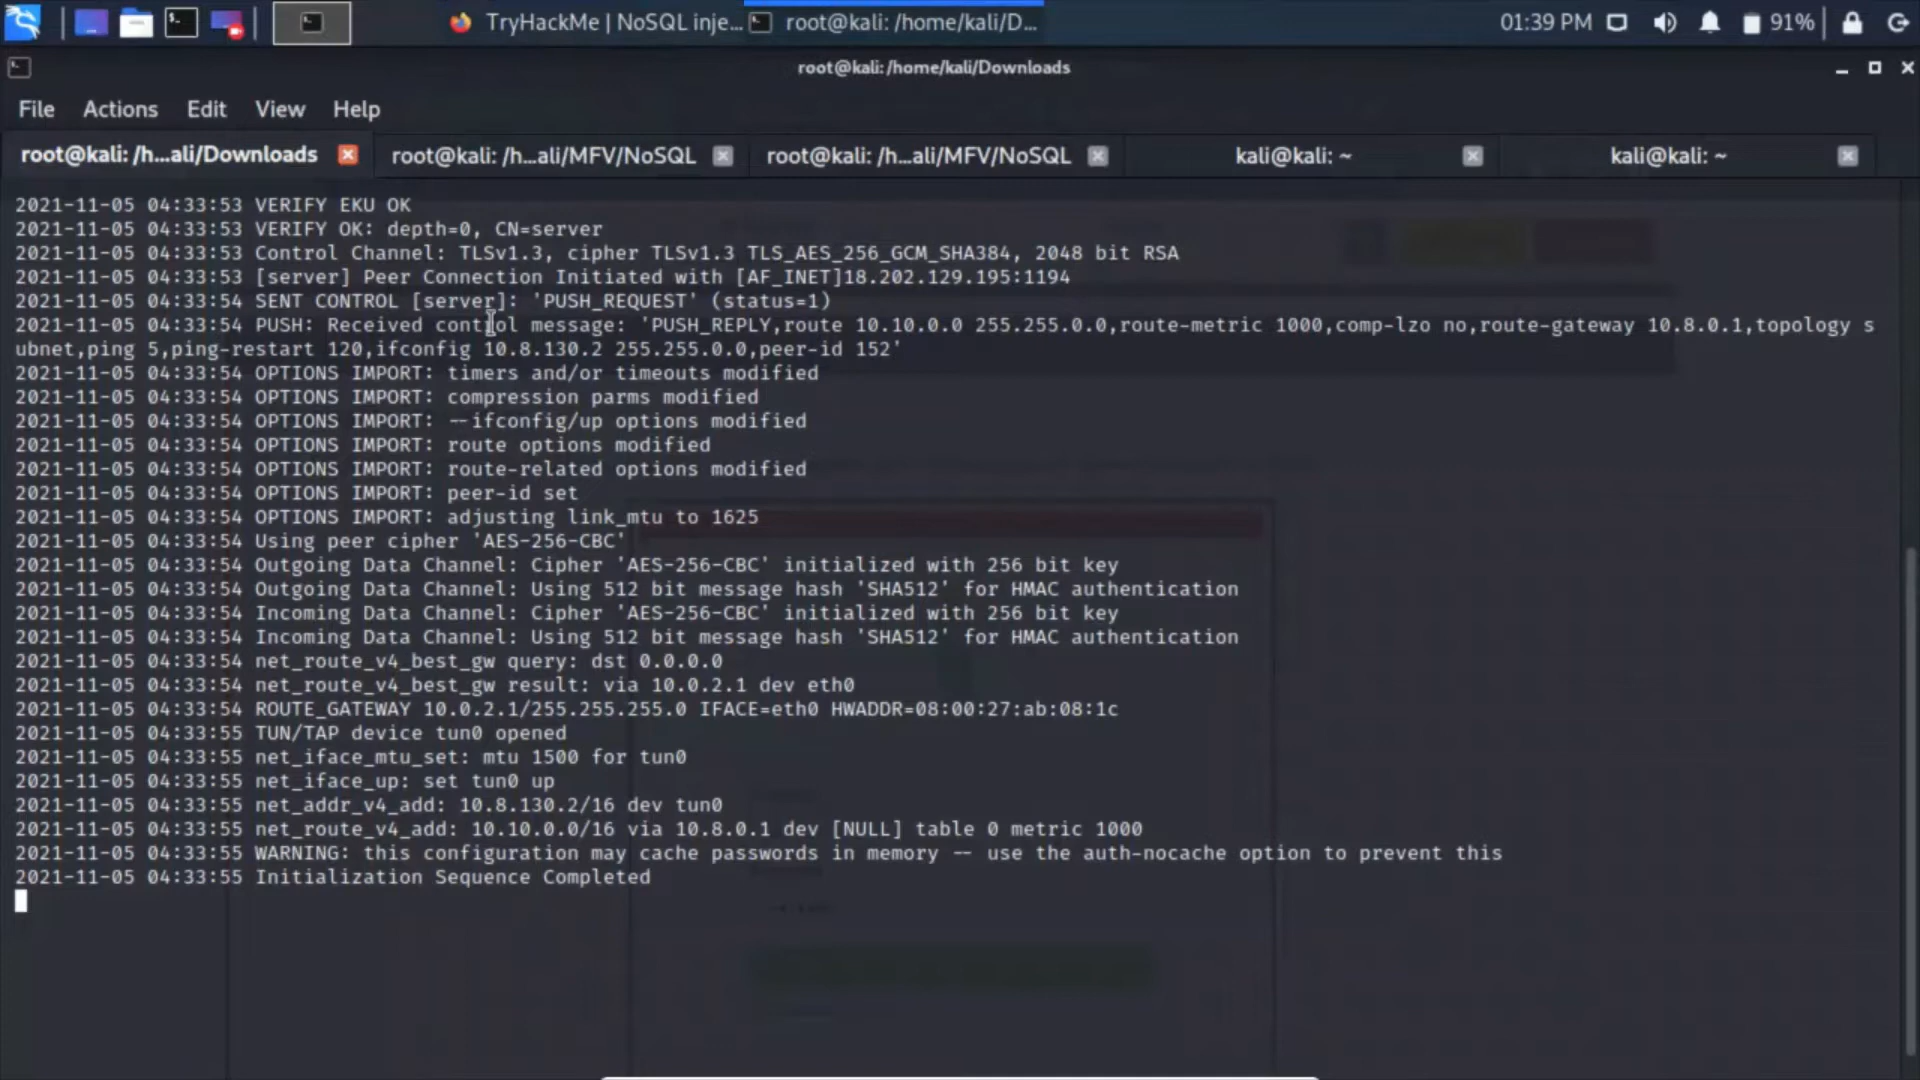 TryHackMe | NoSQL inje...
root@kali: /home/kali/D...
01:39 PM
91%
root@kali: /home/kali/Downloads
File Actions Edit View Help
root@kali: /h...ali/Downloads
root@kali: /h...ali/MFV/NoSQL
root@kali: /h...ali/MFV/NoSQL
kali@kali: ~
kali@kali: ~
2021-11-05 04:33:53 VERIFY EKU OK
2021-11-05 04:33:53 VERIFY OK: depth=0, CN=server
2021-11-05 04:33:53 Control Channel: TLSv1.3, cipher TLSv1.3 TLS_AES_256_GCM_SHA384, 2048 bit RSA
2021-11-05 04:33:53 [server] Peer Connection Initiated with [AF_INET]18.202.129.195:1194
2021-11-05 04:33:54 SENT CONTROL [server]: 'PUSH_REQUEST' (status=1)
2021-11-05 04:33:54 PUSH: Received control message: 'PUSH_REPLY,route 10.10.0.0 255.255.0.0,route-metric 1000,comp-lzo no,route-gateway 10.8.0.1,topology s
ubnet,ping 5,ping-restart 120,ifconfig 10.8.130.2 255.255.0.0,peer-id 152'
2021-11-05 04:33:54 OPTIONS IMPORT: timers and/or timeouts modified
2021-11-05 04:33:54 OPTIONS IMPORT: compression parms modified
2021-11-05 04:33:54 OPTIONS IMPORT: --ifconfig/up options modified
2021-11-05 04:33:54 OPTIONS IMPORT: route options modified
2021-11-05 04:33:54 OPTIONS IMPORT: route-related options modified
2021-11-05 04:33:54 OPTIONS IMPORT: peer-id set
2021-11-05 04:33:54 OPTIONS IMPORT: adjusting link_mtu to 1625
2021-11-05 04:33:54 Using peer cipher 'AES-256-CBC'
2021-11-05 04:33:54 Outgoing Data Channel: Cipher 'AES-256-CBC' initialized with 256 bit key
2021-11-05 04:33:54 Outgoing Data Channel: Using 512 bit message hash 'SHA512' for HMAC authentication
2021-11-05 04:33:54 Incoming Data Channel: Cipher 'AES-256-CBC' initialized with 256 bit key
2021-11-05 04:33:54 Incoming Data Channel: Using 512 bit message hash 'SHA512' for HMAC authentication
2021-11-05 04:33:54 net_route_v4_best_gw query: dst 0.0.0.0
2021-11-05 04:33:54 net_route_v4_best_gw result: via 10.0.2.1 dev eth0
2021-11-05 04:33:54 ROUTE_GATEWAY 10.0.2.1/255.255.255.0 IFACE=eth0 HWADDR=08:00:27:ab:08:1c
2021-11-05 04:33:55 TUN/TAP device tun0 opened
2021-11-05 04:33:55 net_iface_mtu_set: mtu 1500 for tun0
2021-11-05 04:33:55 net_iface_up: set tun0 up
2021-11-05 04:33:55 net_addr_v4_add: 10.8.130.2/16 dev tun0
2021-11-05 04:33:55 net_route_v4_add: 10.10.0.0/16 via 10.8.0.1 dev [NULL] table 0 metric 1000
2021-11-05 04:33:55 WARNING: this configuration may cache passwords in memory -- use the auth-nocache option to prevent this
2021-11-05 04:33:55 Initialization Sequence Completed